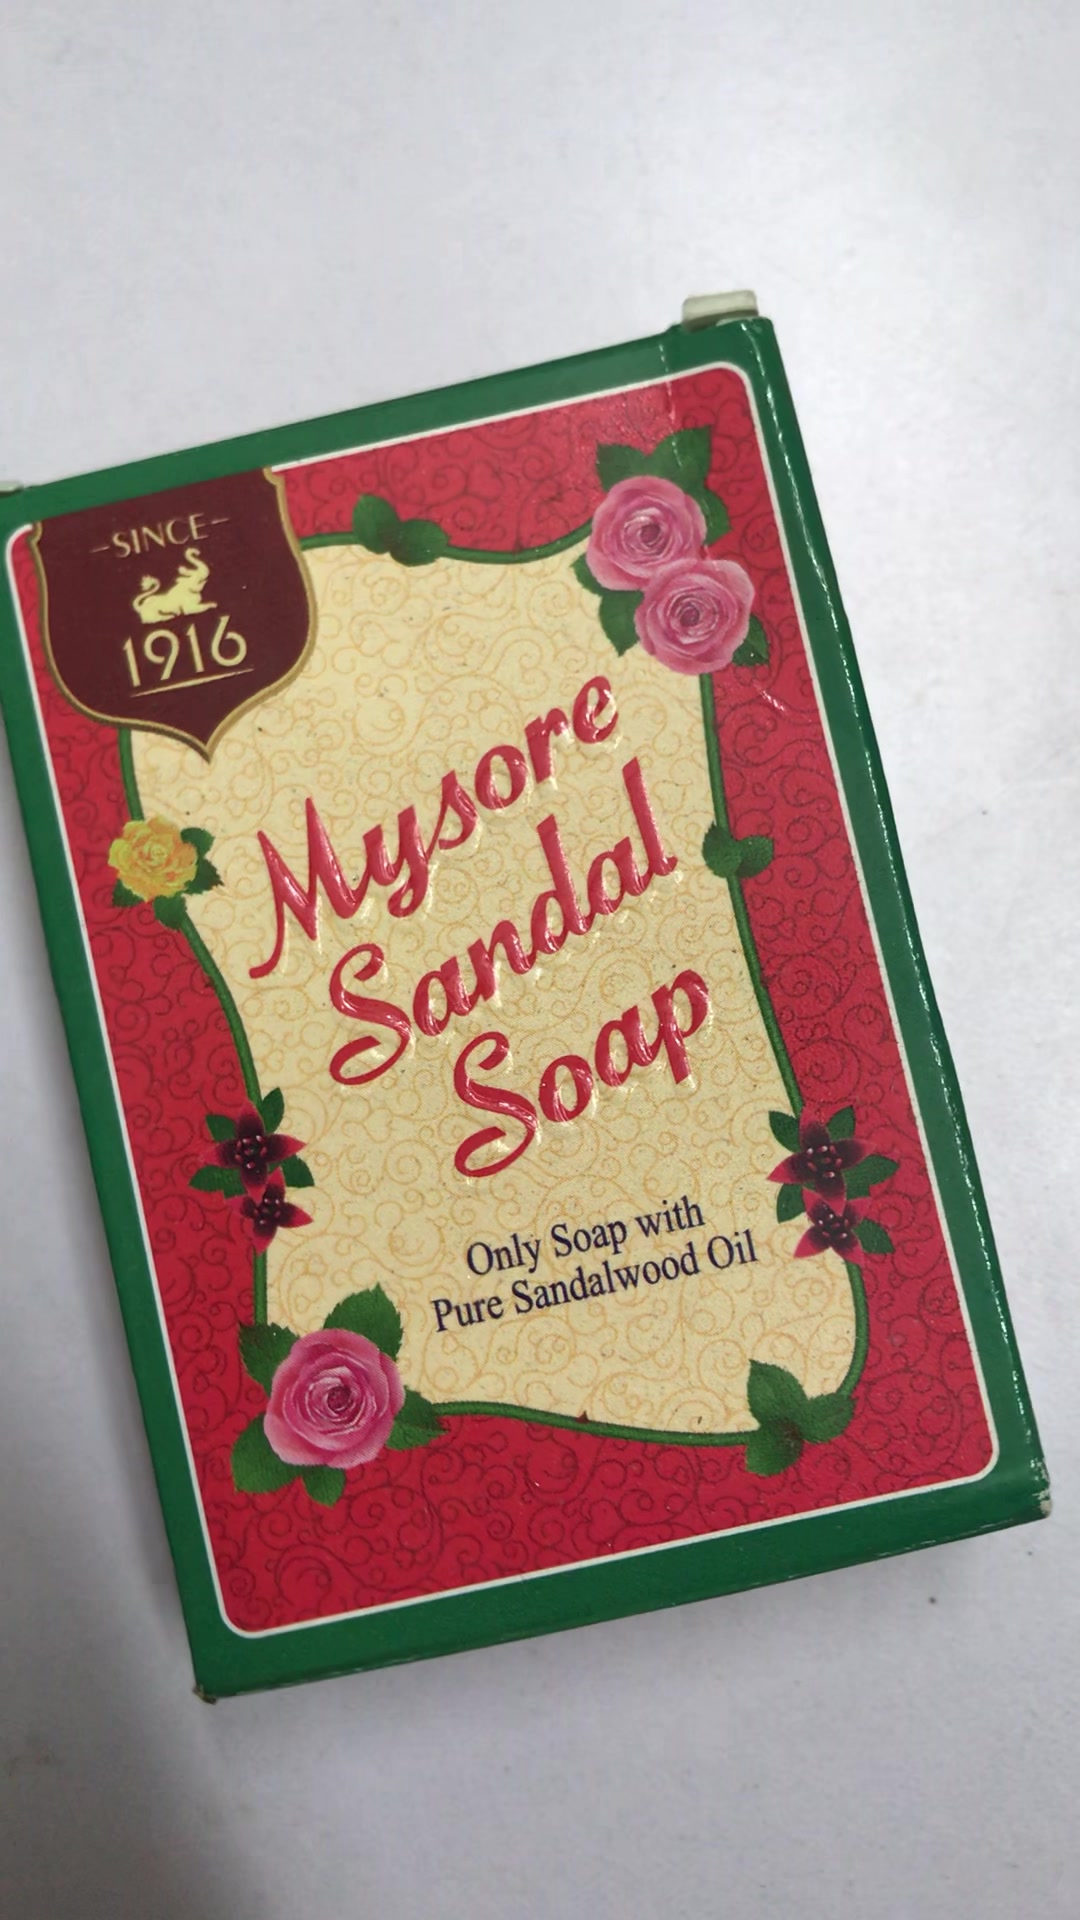 -SINCE-
1916
Mysore
Sandal
Soap
Only Soap with
Pure Sandalwood Oil